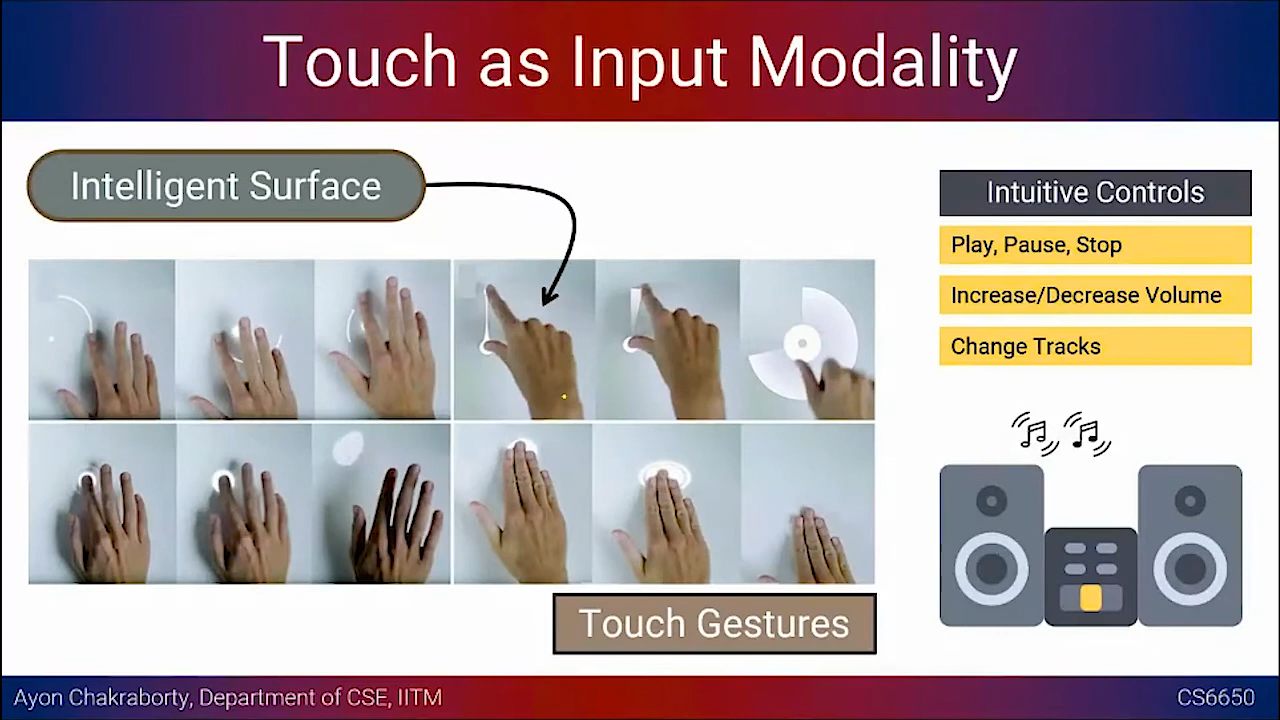 Touch as Input Modality
Intelligent Surface
Intuitive Controls
Play, Pause, Stop
Increase/Decrease Volume
Change Tracks
Touch Gestures
Ayon Chakraborty, Department of CSE, IITM
CS6650